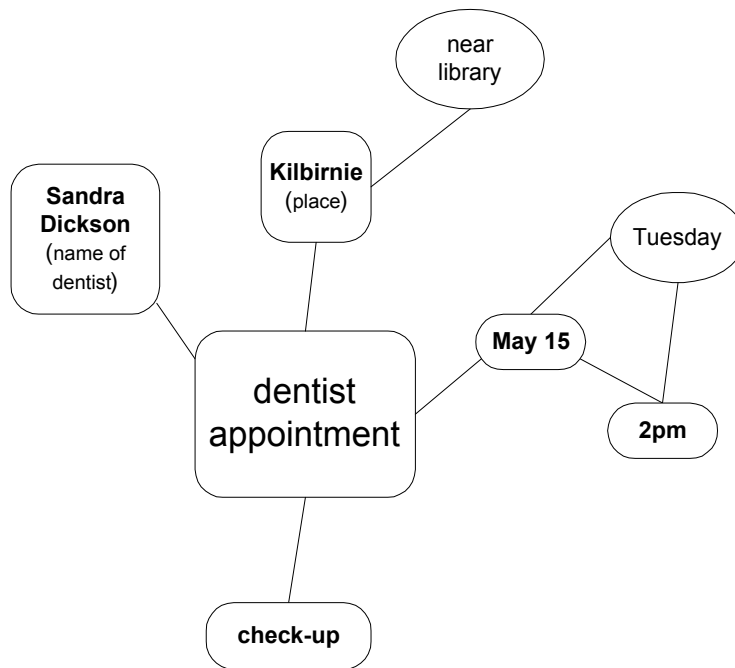 near
library
Kilbirnie
(place)
Sandra
Dickson
(name of
dentist)
Tuesday
May 15
dentist
appointment
2pm
check-up